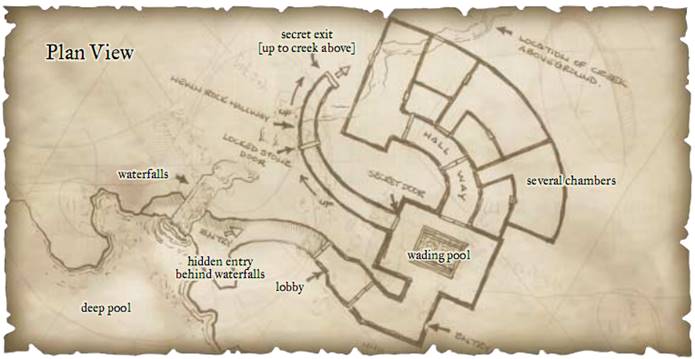 Plan View
secret exit
[up to creek above]
LOCATION OF CREEK
ABOVEGROUND.
HEWN ROCK HALLWAY
UP
LOCKED STONE
DOOR
HALL
WAY
waterfalls
SECRET DOOR
UP
several chambers
ENTRY
hidden entry
behind waterfalls
wading pool
lobby
deep pool
ENTRY